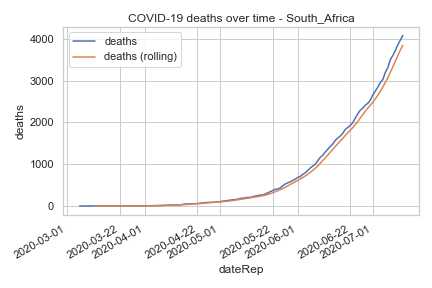 COVID-19 deaths over time - South_Africa
deaths
deaths (rolling)
4000
3000
2000
1000
0
deaths
2020-03-01
2020-03-22
2020-04-01
2020-04-22
2020-05-01
2020-05-22
2020-06-01
2020-06-22
2020-07-01
dateRep